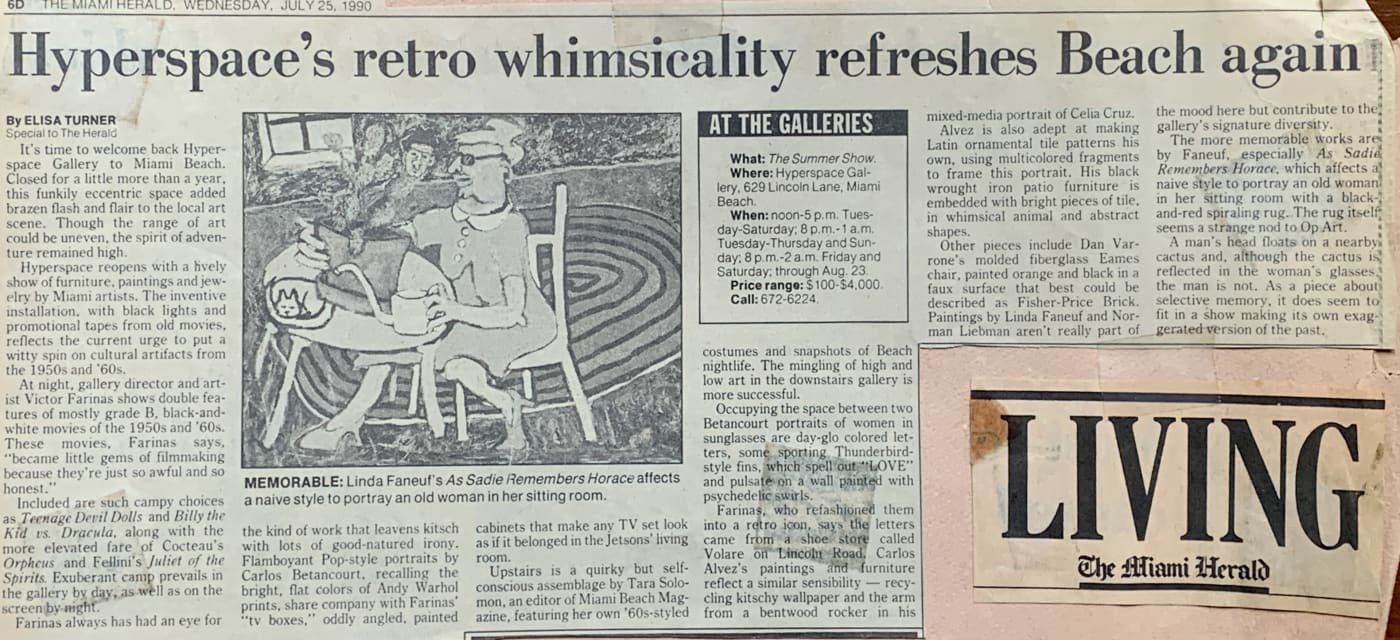 6D THE MIAMI HERALD, WEDNESDAY, JULY 25, 1990
Hyperspace's retro whimsicality refreshes Beach again
By ELISA TURNER
Special to The Herald
It's time to welcome back Hyper-
space Gallery to Miami Beach.
Closed for a little more than a year,
this funkily eccentric space added
brazen flash and flair to the local art
scene. Though the range of art
could be uneven, the spirit of adven-
ture remained high.
Hyperspace reopens with a lively
show of furniture, paintings and jew-
elry by Miami artists. The inventive
installation, with black lights and
promotional tapes from old movies,
reflects the current urge to put a
witty spin on cultural artifacts from
the 1950s and '60s.
At night, gallery director and art-
ist Victor Farinas shows double fea-
tures of mostly grade B, black-and-
white movies of the 1950s and '60s.
These movies, Farinas says,
"became little gems of filmmaking
because they're just so awful and so
honest."
Included are such campy choices
as Teenage Devil Dolls and Billy the
Kid vs. Dracula, along with the
more elevated fare of Cocteau's
Orpheus and Fellini's Juliet of the
Spirits. Exuberant camp prevails in
the gallery by day, as well as on the
screen by night.
Farinas always has had an eye for
MEMORABLE: Linda Faneuf's As Sadie Remembers Horace affects
a naive style to portray an old woman in her sitting room.
the kind of work that leavens kitsch
with lots of good-natured irony.
Flamboyant Pop-style portraits by
Carlos Betancourt, recalling the
bright, flat colors of Andy Warhol
prints, share company with Farinas'
"tv boxes," oddly angled, painted
cabinets that make any TV set look
as if it belonged in the Jetsons' living
room.
Upstairs is a quirky but self-
conscious assemblage by Tara Solo-
mon, an editor of Miami Beach Mag-
azine, featuring her own '60s-styled
AT THE GALLERIES
What: The Summer Show.
Where: Hyperspace Gal-
lery, 629 Lincoln Lane, Miami
Beach.
When: noon-5 p.m. Tues-
day-Saturday; 8 p.m.-1 a.m.
Tuesday-Thursday and Sun-
day; 8 p.m.-2 a.m. Friday and
Saturday; through Aug. 23.
Price range: $100-$4,000.
Call: 672-6224.
costumes and snapshots of Beach
nightlife. The mingling of high and
low art in the downstairs gallery is
more successful.
Occupying the space between two
Betancourt portraits of women in
sunglasses are day-glo colored let-
ters, some sporting Thunderbird-
style fins, which spell out "LOVE"
and pulsate on a wall painted with
psychedelic swirls.
Farinas, who refashioned them
into a retro icon, says the letters
came from a shoe store called
Volare on Lincoln Road. Carlos
Alvez's paintings and furniture
reflect a similar sensibility — recy-
cling kitschy wallpaper and the arm
from a bentwood rocker in his
mixed-media portrait of Celia Cruz.
Alvez is also adept at making
Latin ornamental tile patterns his
own, using multicolored fragments
to frame this portrait. His black
wrought iron patio furniture is
embedded with bright pieces of tile,
in whimsical animal and abstract
shapes.
Other pieces include Dan Var-
rone's molded fiberglass Eames
chair, painted orange and black in a
faux surface that best could be
described as Fisher-Price Brick.
Paintings by Linda Faneuf and Nor-
man Liebman aren't really part of
the mood here but contribute to the
gallery's signature diversity.
The more memorable works are
by Faneuf, especially As Sadie
Remembers Horace, which affects a
naive style to portray an old woman
in her sitting room with a black-
and-red spiraling rug. The rug itself
seems a strange nod to Op Art.
A man's head floats on a nearby
cactus and, although the cactus is
reflected in the woman's glasses,
the man is not. As a piece about
selective memory, it does seem to
fit in a show making its own exag-
gerated version of the past.
LIVING
The Miami Herald